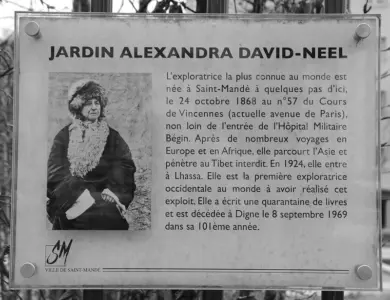 JARDIN ALEXANDRA DAVID-NEEL
L'exploratrice la plus connue au monde est
née à Saint-Mandé à quelques pas d'ici,
le 24 octobre 1868 au n°57 du Cours
de Vincennes (actuelle avenue de Paris),
non loin de l'entrée de l'Hôpital Militaire
Bégin. Après de nombreux voyages en
Europe et en Afrique, elle parcourt l'Asie et
pénètre au Tibet interdit. En 1924, elle entre
à Lhassa. Elle est la première exploratrice
occidentale au monde à avoir réalisé cet
exploit. Elle a écrit une quarantaine de livres
et est décédée à Digne le 8 septembre 1969
dans sa 101ème année.
SM
VILLE DE SAINT-MANDÉ